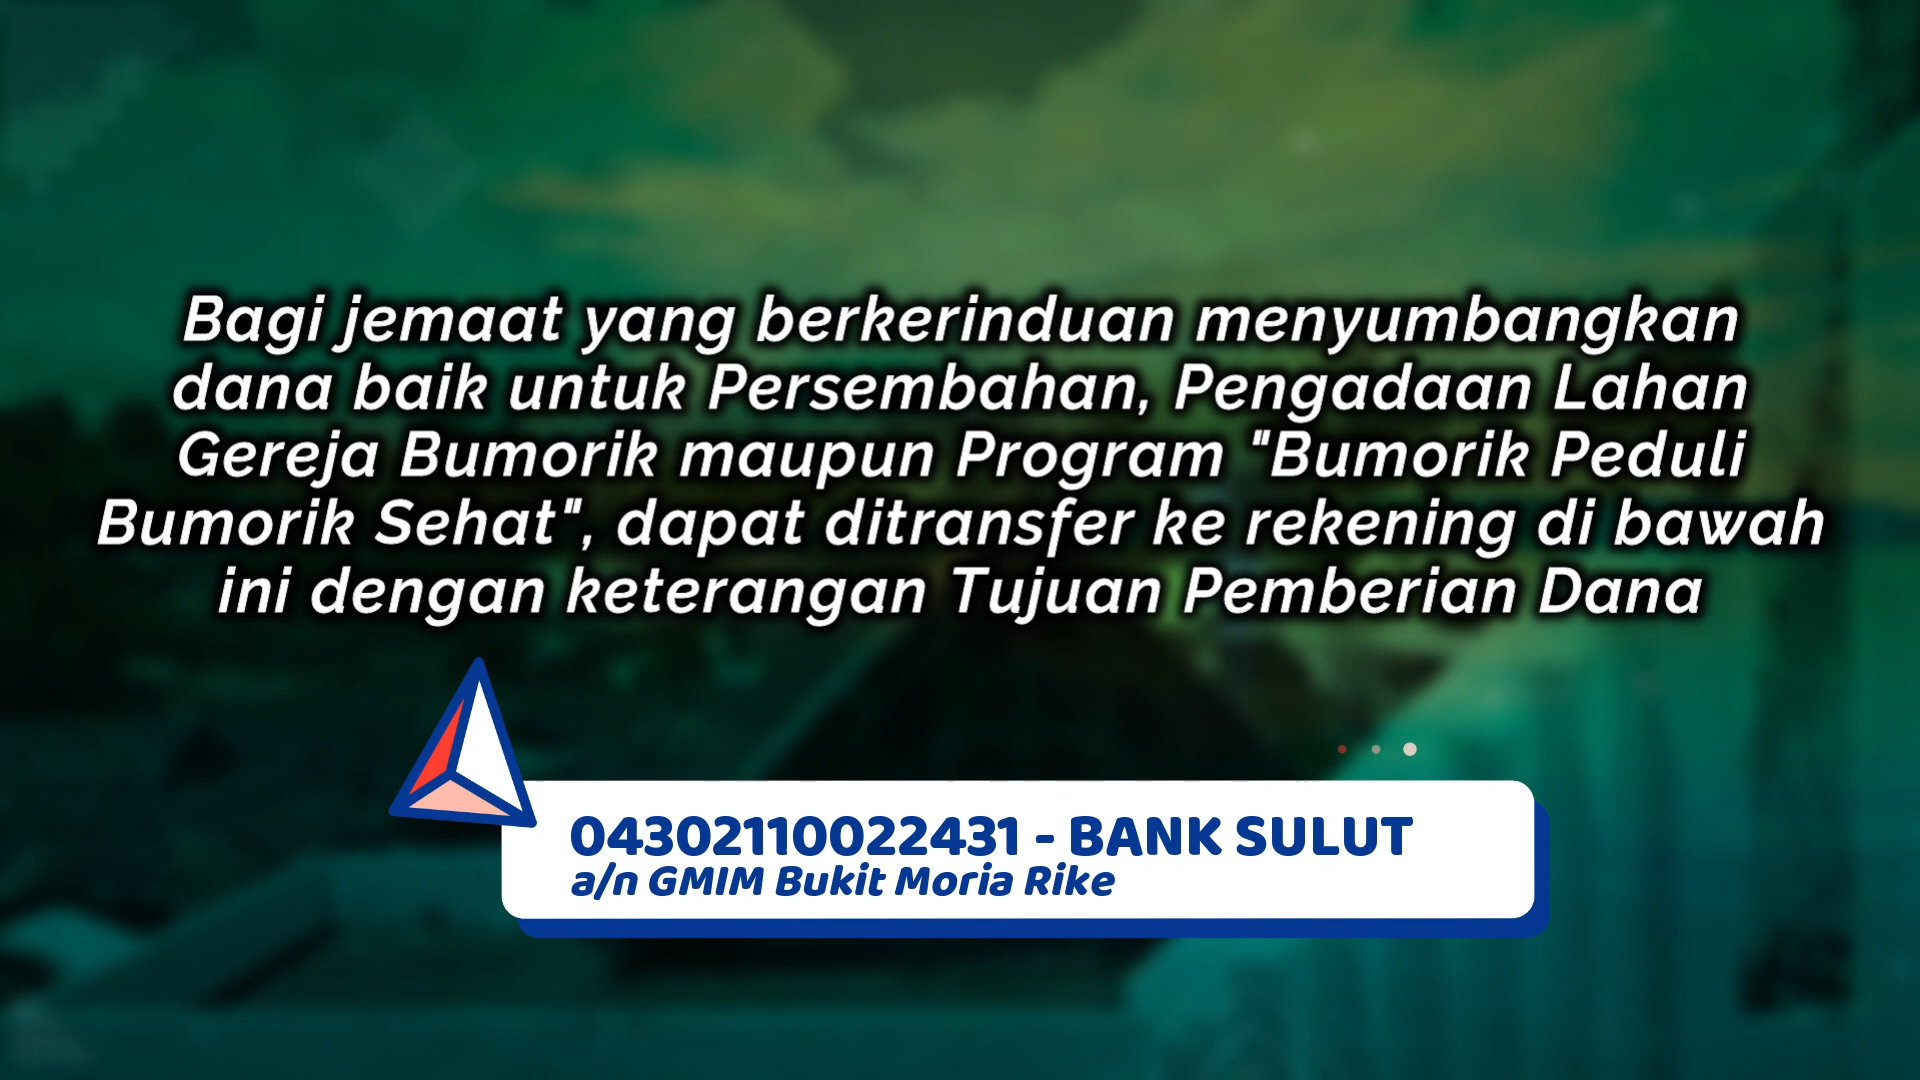 Bagi jemaat yang berkerinduan menyumbangkan
dana baik untuk Persembahan, Pengadaan Lahan
Gereja Bumorik maupun Program "Bumorik Peduli
Bumorik Sehat", dapat ditransfer ke rekening di bawah
ini dengan keterangan Tujuan Pemberian Dana
04302110022431 - BANK SULUT
a/n GMIM Bukit Moria Rike